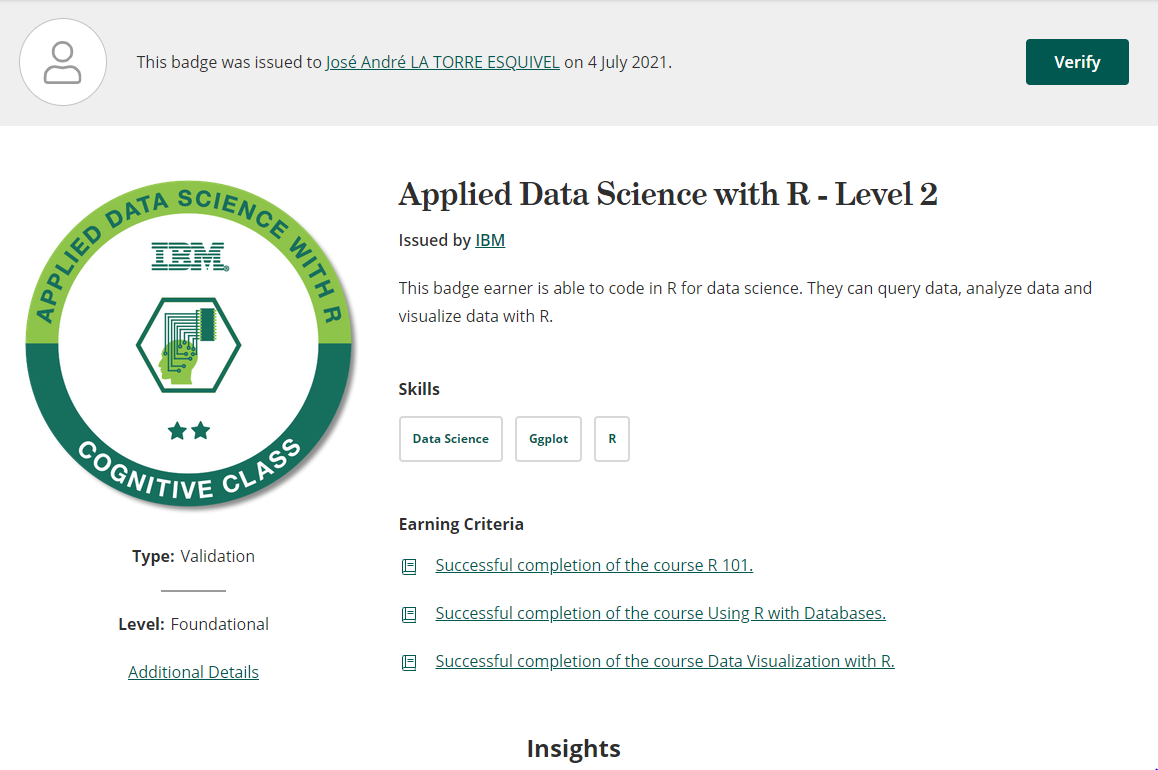 This badge was issued to José André LA TORRE ESQUIVEL on 4 July 2021.
Verify
APPLIED DATA SCIENCE WITH R
IBM®
COGNITIVE CLASS
Type: Validation
Level: Foundational
Additional Details
Applied Data Science with R - Level 2
Issued by IBM
This badge earner is able to code in R for data science. They can query data, analyze data and
visualize data with R.
Skills
Data Science
Ggplot
R
Earning Criteria
Successful completion of the course R 101.
Successful completion of the course Using R with Databases.
Successful completion of the course Data Visualization with R.
Insights